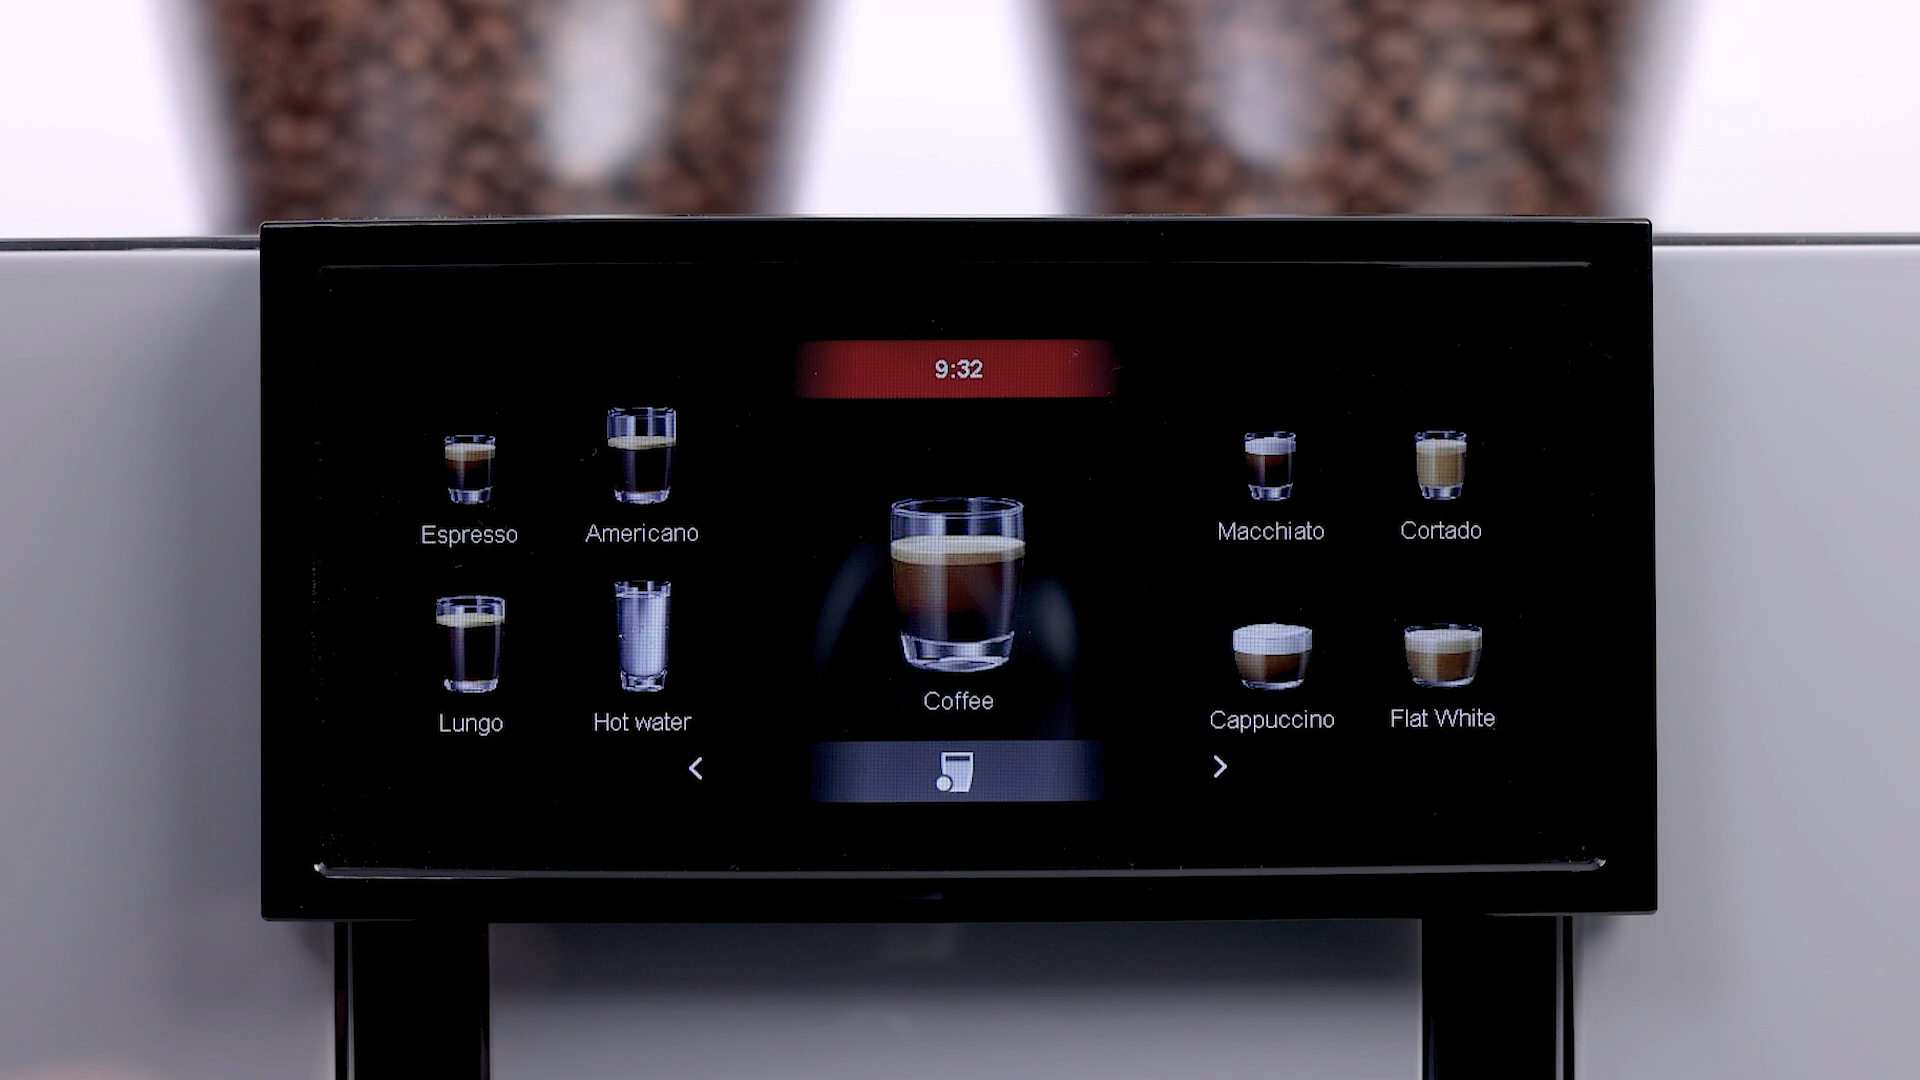 9:32
Espresso
Americano
Macchiato
Cortado
Coffee
Lungo
Hot water
Cappuccino
Flat White